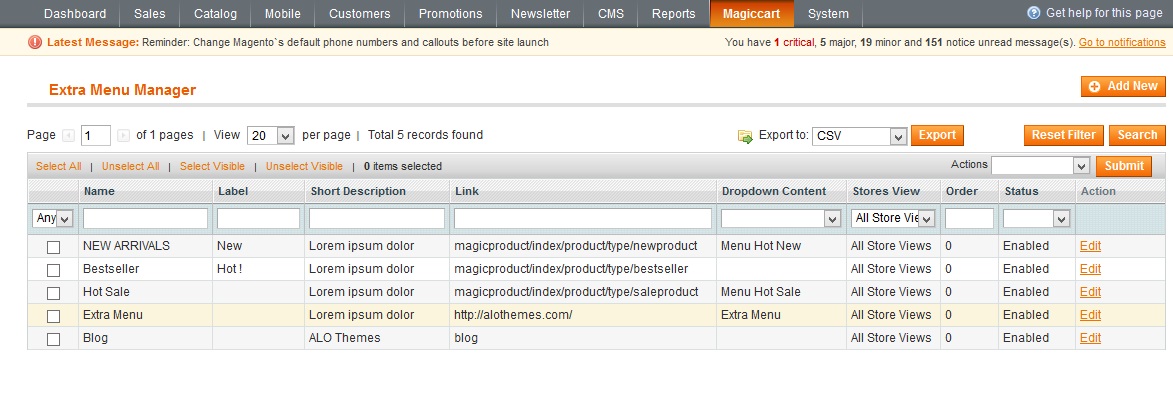 Dashboard Sales Catalog Mobile Customers Promotions Newsletter CMS Reports Magiccart System Get help for this page
Latest Message: Reminder: Change Magento`s default phone numbers and callouts before site launch You have 1 critical, 5 major, 19 minor and 151 notice unread message(s). Go to notifications
Extra Menu Manager Add New
Page 1 of 1 pages | View 20 per page | Total 5 records found Export to: CSV Export Reset Filter Search
Select All | Unselect All | Select Visible | Unselect Visible | 0 items selected Actions Submit
Name Label Short Description Link Dropdown Content Stores View Order Status Action
Any All Store Vie
NEW ARRIVALS New Lorem ipsum dolor magicproduct/index/product/type/newproduct Menu Hot New All Store Views 0 Enabled Edit
Bestseller Hot ! Lorem ipsum dolor magicproduct/index/product/type/bestseller All Store Views 0 Enabled Edit
Hot Sale Lorem ipsum dolor magicproduct/index/product/type/saleproduct Menu Hot Sale All Store Views 0 Enabled Edit
Extra Menu Lorem ipsum dolor http://alothemes.com/ Extra Menu All Store Views 0 Enabled Edit
Blog ALO Themes blog All Store Views 0 Enabled Edit